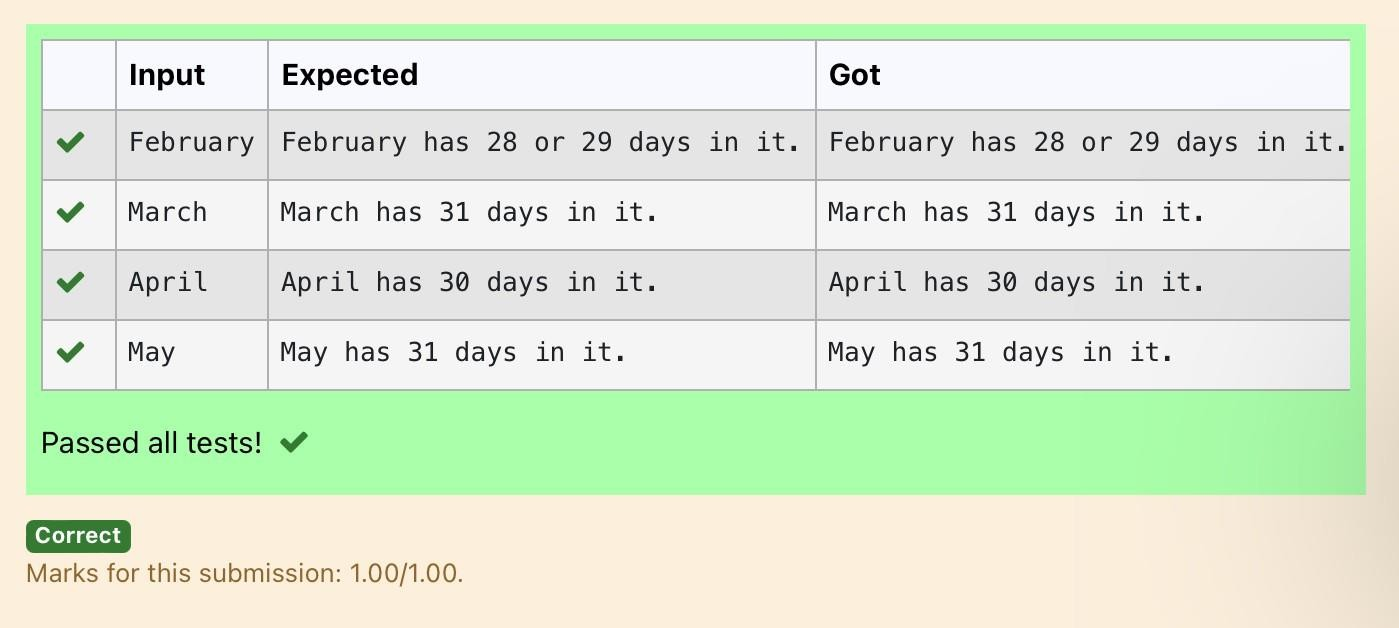 Input Expected Got
February February has 28 or 29 days in it. February has 28 or 29 days in it.
March March has 31 days in it. March has 31 days in it.
April April has 30 days in it. April has 30 days in it.
May May has 31 days in it. May has 31 days in it.
Passed all tests!
Correct
Marks for this submission: 1.00/1.00.